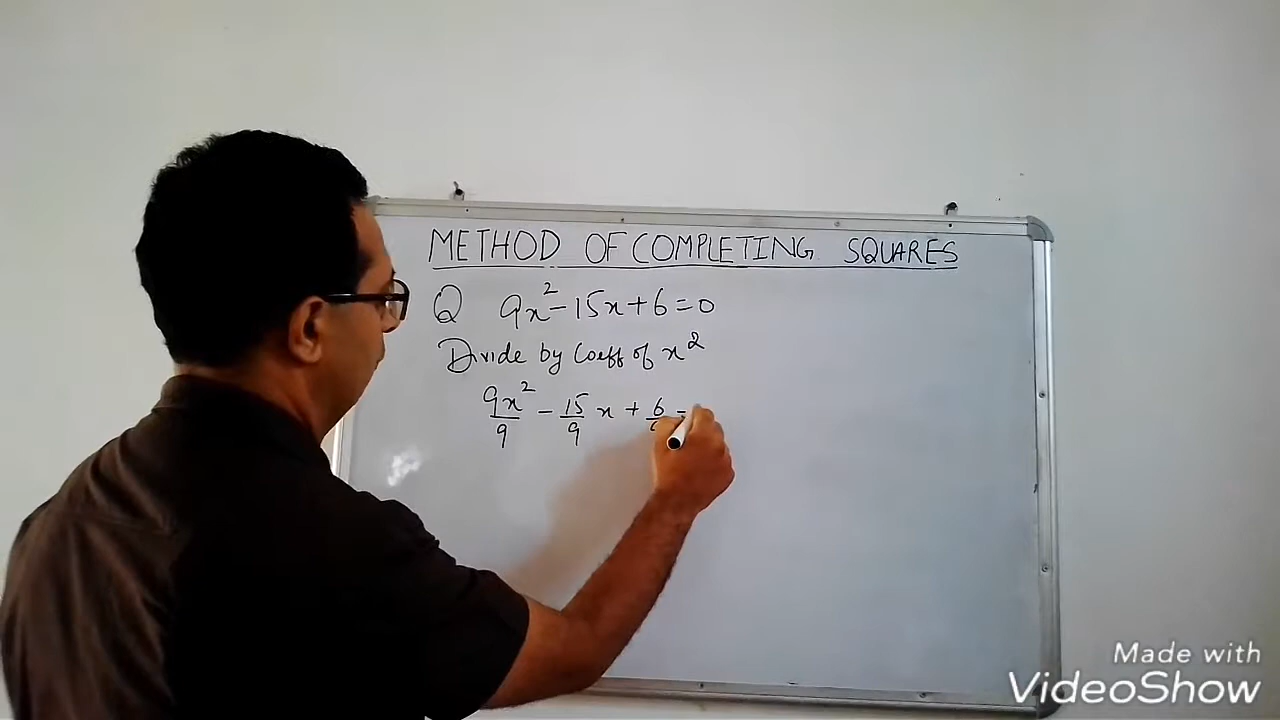 METHOD OF COMPLETING SQUARES
Q 9x² - 15x + 6 = 0
Divide by Coeff of x²
9x²/9 - 15/9 x + 6/
Made with
VideoShow